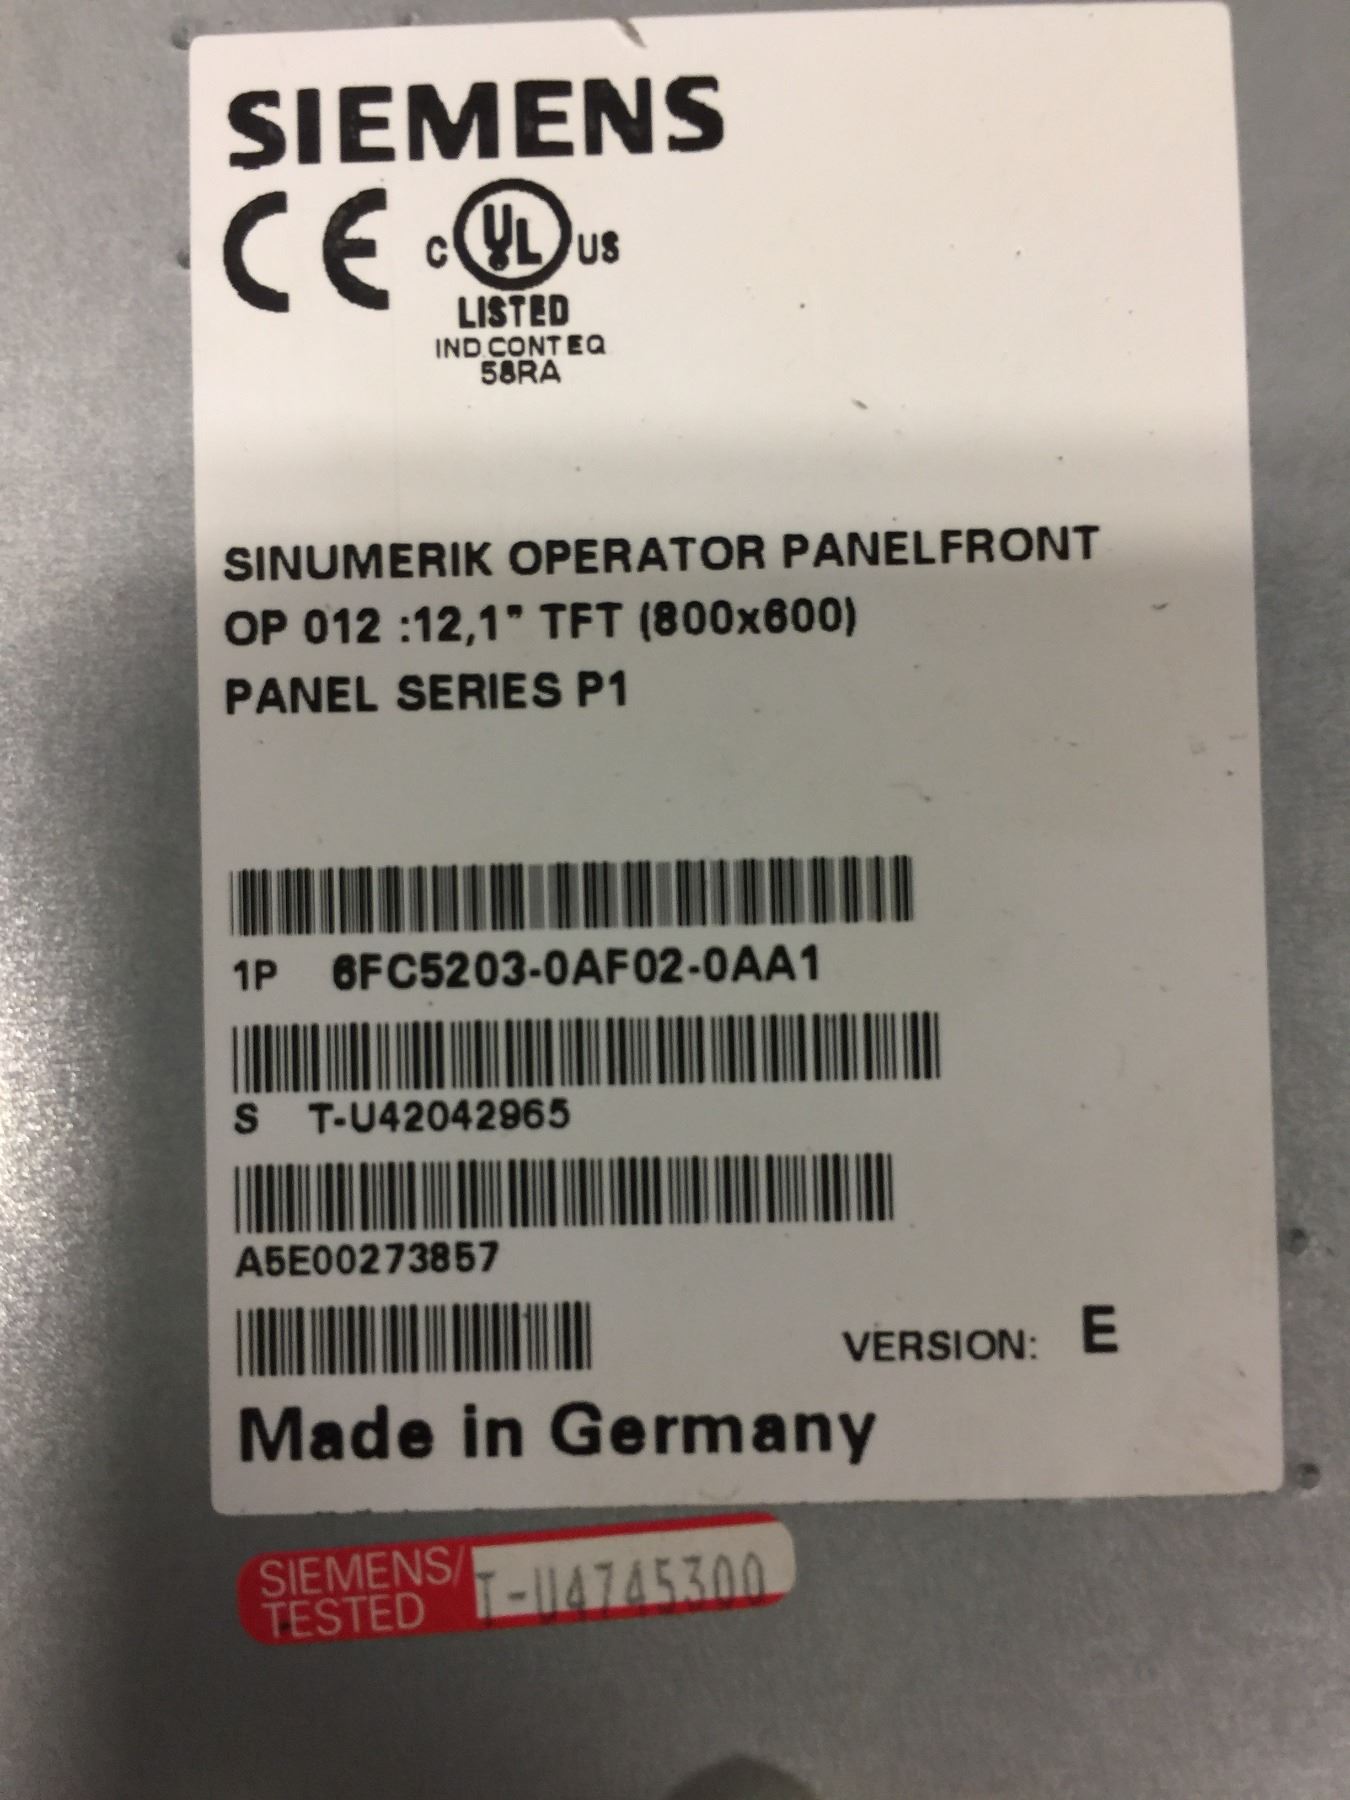 SIEMENS
CE
C UL US
LISTED
IND.CONT.EQ
58RA
SINUMERIK OPERATOR PANELFRONT
OP 012 :12,1" TFT (800x600)
PANEL SERIES P1
1P 6FC5203-0AF02-0AA1
S T-U42042965
A5E00273857
VERSION: E
Made in Germany
SIEMENS/ T-U4745300
TESTED